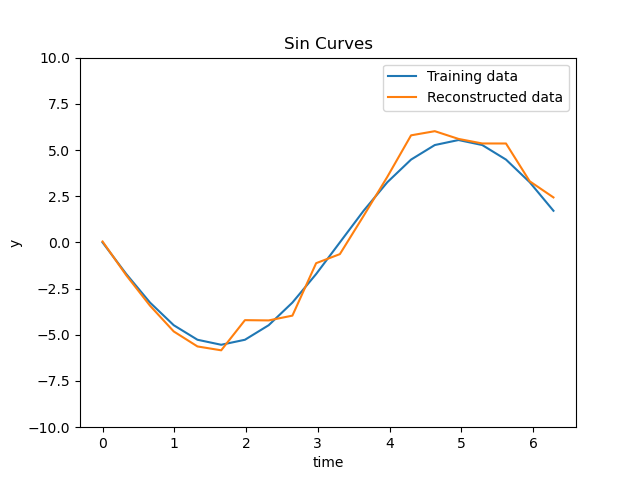 Sin Curves
Training data
Reconstructed data
10.0
7.5
5.0
2.5
0.0
−2.5
−5.0
−7.5
−10.0
y
0 1 2 3 4 5 6
time